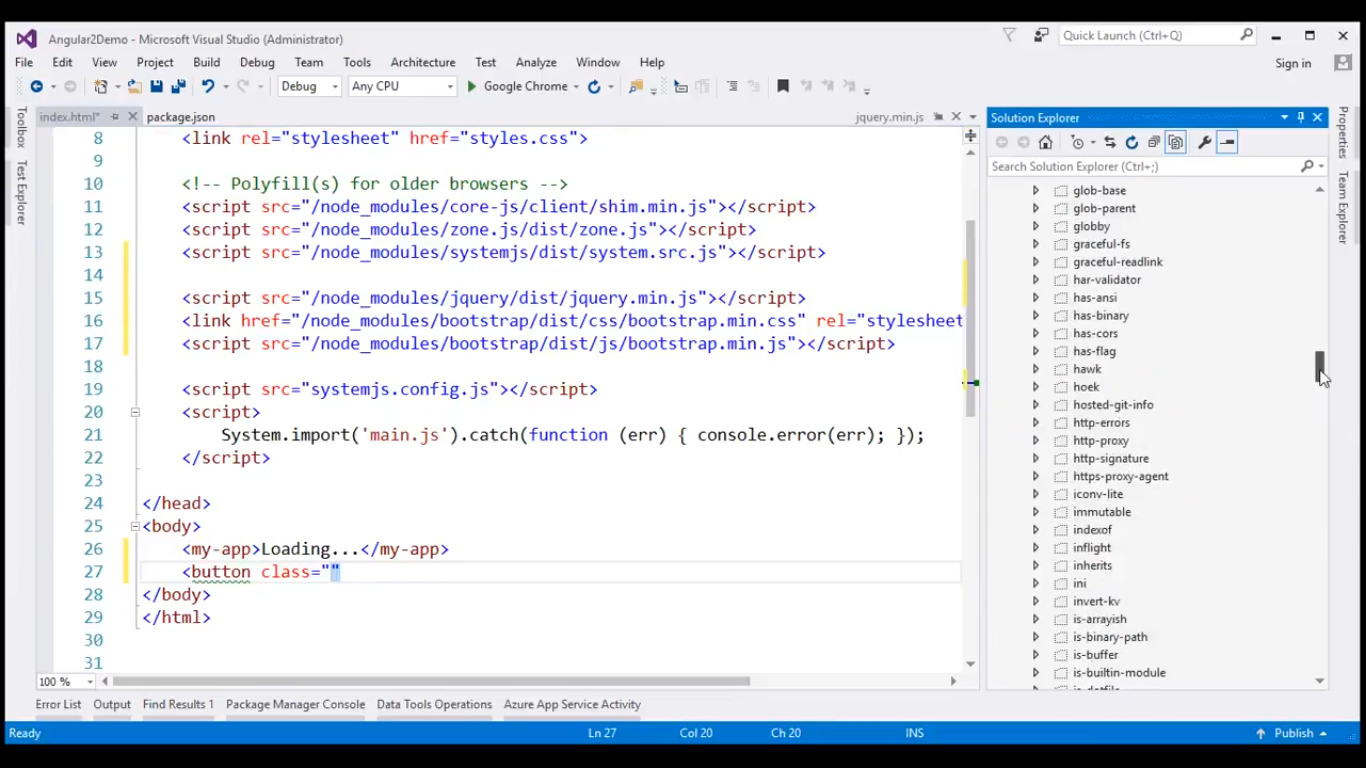 Angular2Demo - Microsoft Visual Studio (Administrator)
Quick Launch (Ctrl+Q)
File Edit View Project Build Debug Team Tools Architecture Test Analyze Window Help
Sign in
Debug Any CPU Google Chrome
index.html* package.json jquery.min.js
Toolbox
Test Explorer
8 <link rel="stylesheet" href="styles.css">
9
10 <!-- Polyfill(s) for older browsers -->
11 <script src="/node_modules/core-js/client/shim.min.js"></script>
12 <script src="/node_modules/zone.js/dist/zone.js"></script>
13 <script src="/node_modules/systemjs/dist/system.src.js"></script>
14
15 <script src="/node_modules/jquery/dist/jquery.min.js"></script>
16 <link href="/node_modules/bootstrap/dist/css/bootstrap.min.css" rel="stylesheet
17 <script src="/node_modules/bootstrap/dist/js/bootstrap.min.js"></script>
18
19 <script src="systemjs.config.js"></script>
20 <script>
21 System.import('main.js').catch(function (err) { console.error(err); });
22 </script>
23
24 </head>
25 <body>
26 <my-app>Loading...</my-app>
27 <button class=""
28 </body>
29 </html>
30
31
100 %
Solution Explorer
Search Solution Explorer (Ctrl+;)
glob-base
glob-parent
globby
graceful-fs
graceful-readlink
har-validator
has-ansi
has-binary
has-cors
has-flag
hawk
hoek
hosted-git-info
http-errors
http-proxy
http-signature
https-proxy-agent
iconv-lite
immutable
indexof
inflight
inherits
ini
invert-kv
is-arrayish
is-binary-path
is-buffer
is-builtin-module
Properties
Team Explorer
Error List Output Find Results 1 Package Manager Console Data Tools Operations Azure App Service Activity
Ready Ln 27 Col 20 Ch 20 INS Publish